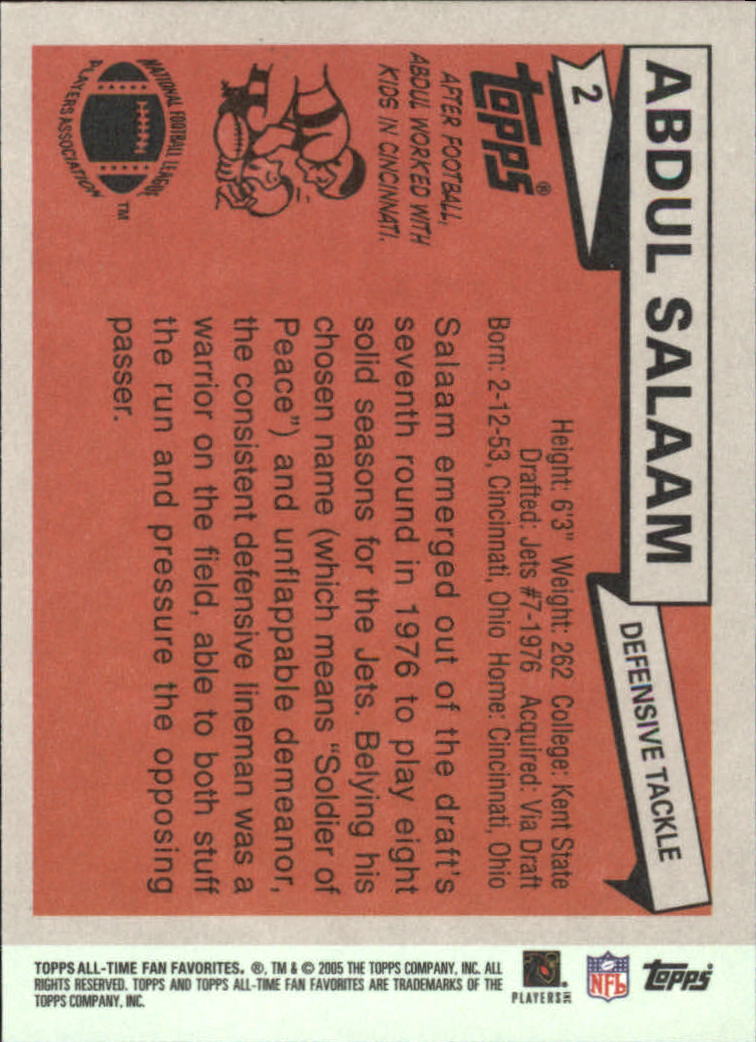 ABDUL SALAAM
DEFENSIVE TACKLE
2
topps®
Height: 6'3" Weight: 262 College: Kent State
Drafted: Jets #7-1976 Acquired: Via Draft
Born: 2-12-53, Cincinnati, Ohio Home: Cincinnati, Ohio
AFTER FOOTBALL,
ABDUL WORKED WITH
KIDS IN CINCINNATI.
Salaam emerged out of the draft's
seventh round in 1976 to play eight
solid seasons for the Jets. Belying his
chosen name (which means "Soldier of
Peace") and unflappable demeanor,
the consistent defensive lineman was a
warrior on the field, able to both stuff
the run and pressure the opposing
passer.
NATIONAL FOOTBALL LEAGUE
PLAYERS ASSOCIATION
TM
TOPPS ALL-TIME FAN FAVORITES. ®, TM & © 2005 THE TOPPS COMPANY, INC. ALL
RIGHTS RESERVED. TOPPS AND TOPPS ALL-TIME FAN FAVORITES ARE TRADEMARKS OF THE
TOPPS COMPANY, INC.
PLAYERS INC
NFL
topps